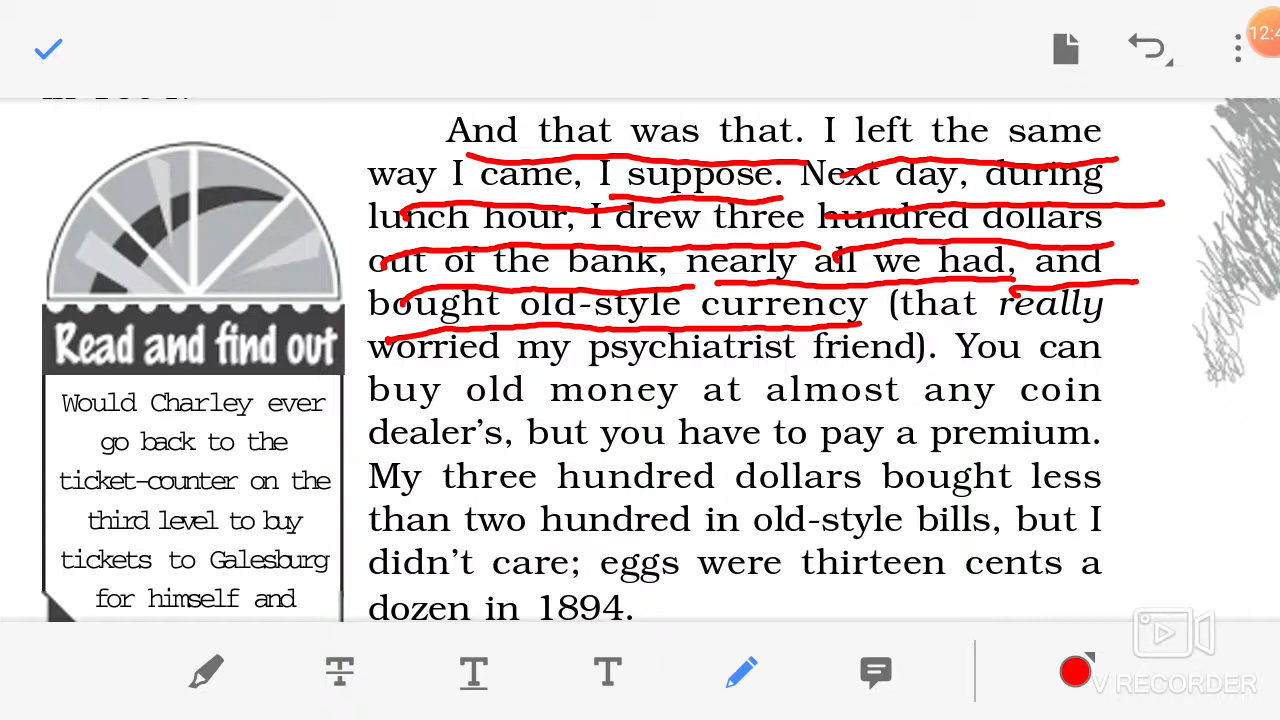 12:4
And that was that. I left the same
way I came, I suppose. Next day, during
lunch hour, I drew three hundred dollars
out of the bank, nearly all we had, and
bought old-style currency (that really
worried my psychiatrist friend). You can
buy old money at almost any coin
dealer's, but you have to pay a premium.
My three hundred dollars bought less
than two hundred in old-style bills, but I
didn't care; eggs were thirteen cents a
dozen in 1894.
Read and find out
Would Charley ever
go back to the
ticket-counter on the
third level to buy
tickets to Galesburg
for himself and
T T T
V RECORDER